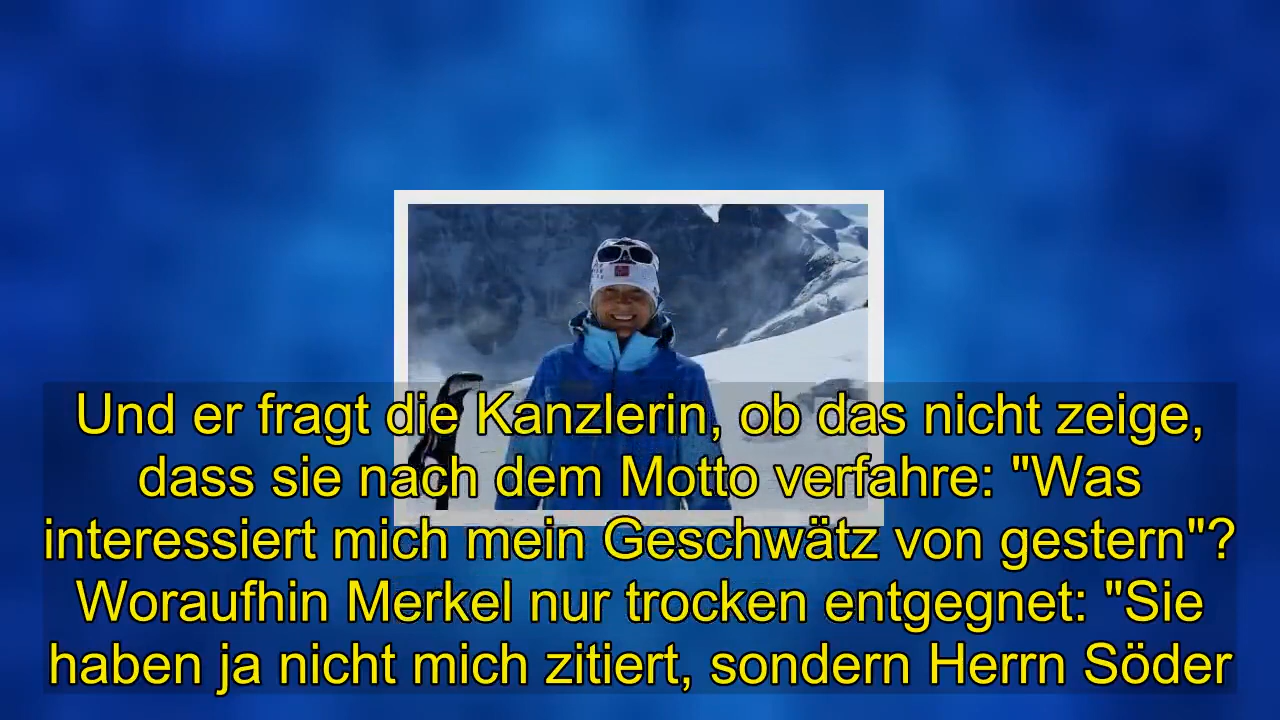 Und er fragt die Kanzlerin, ob das nicht zeige,
dass sie nach dem Motto verfahre: "Was
interessiert mich mein Geschwätz von gestern"?
Woraufhin Merkel nur trocken entgegnet: "Sie
haben ja nicht mich zitiert, sondern Herrn Söder